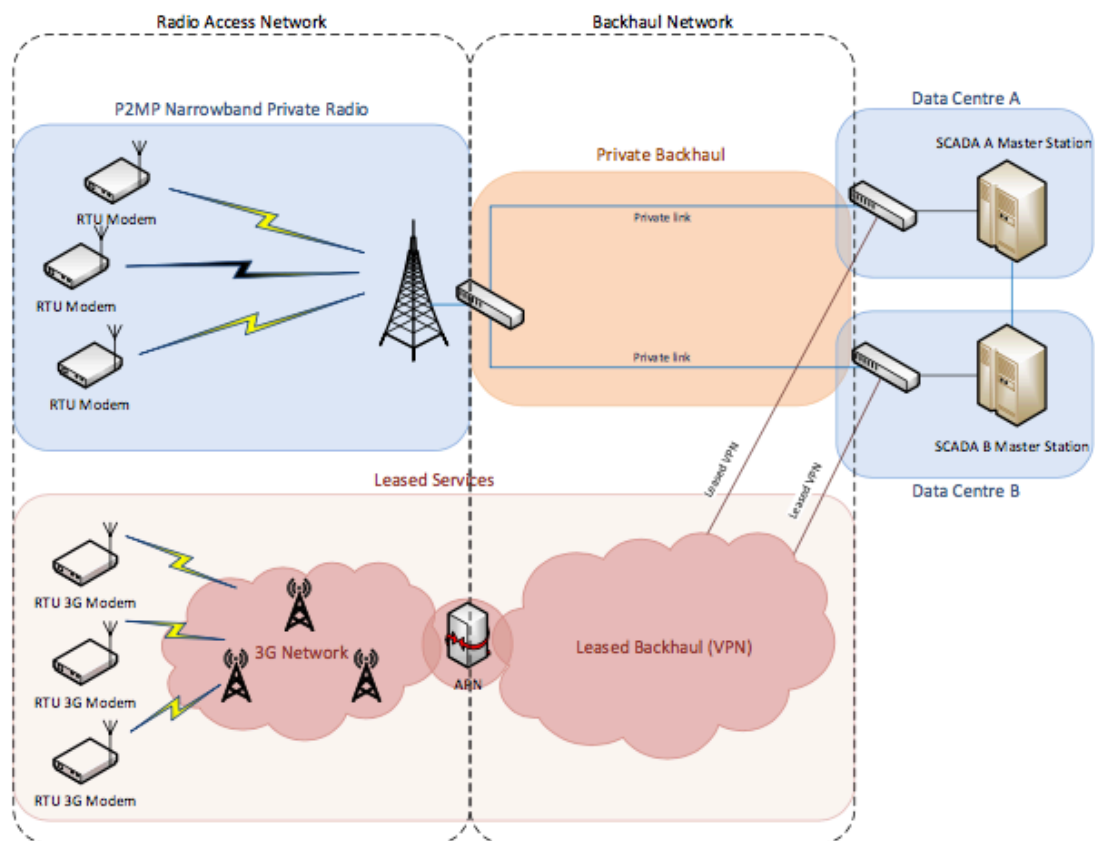 Radio Access Network
Backhaul Network
P2MP Narrowband Private Radio
Data Centre A
SCADA A Master Station
Private Backhaul
RTU Modem
Private link
RTU Modem
Private link
RTU Modem
SCADA B Master Station
Data Centre B
Leased VPN
Leased VPN
Leased Services
RTU 3G Modem
3G Network
Leased Backhaul (VPN)
APN
RTU 3G Modem
RTU 3G Modem